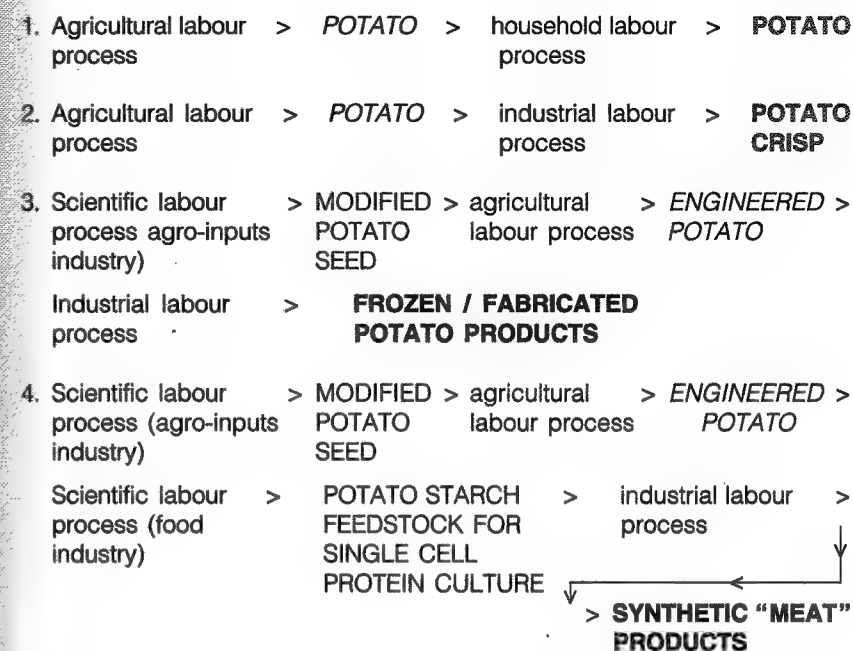 1. Agricultural labour > POTATO > household labour > POTATO
process process
2. Agricultural labour > POTATO > industrial labour > POTATO
process process CRISP
3. Scientific labour > MODIFIED > agricultural > ENGINEERED >
process agro-inputs POTATO labour process POTATO
industry) SEED
Industrial labour > FROZEN / FABRICATED
process POTATO PRODUCTS
4. Scientific labour > MODIFIED > agricultural > ENGINEERED >
process (agro-inputs POTATO labour process POTATO
industry) SEED
Scientific labour > POTATO STARCH > industrial labour >
process (food FEEDSTOCK FOR process
industry) SINGLE CELL
PROTEIN CULTURE
> SYNTHETIC “MEAT”
PRODUCTS